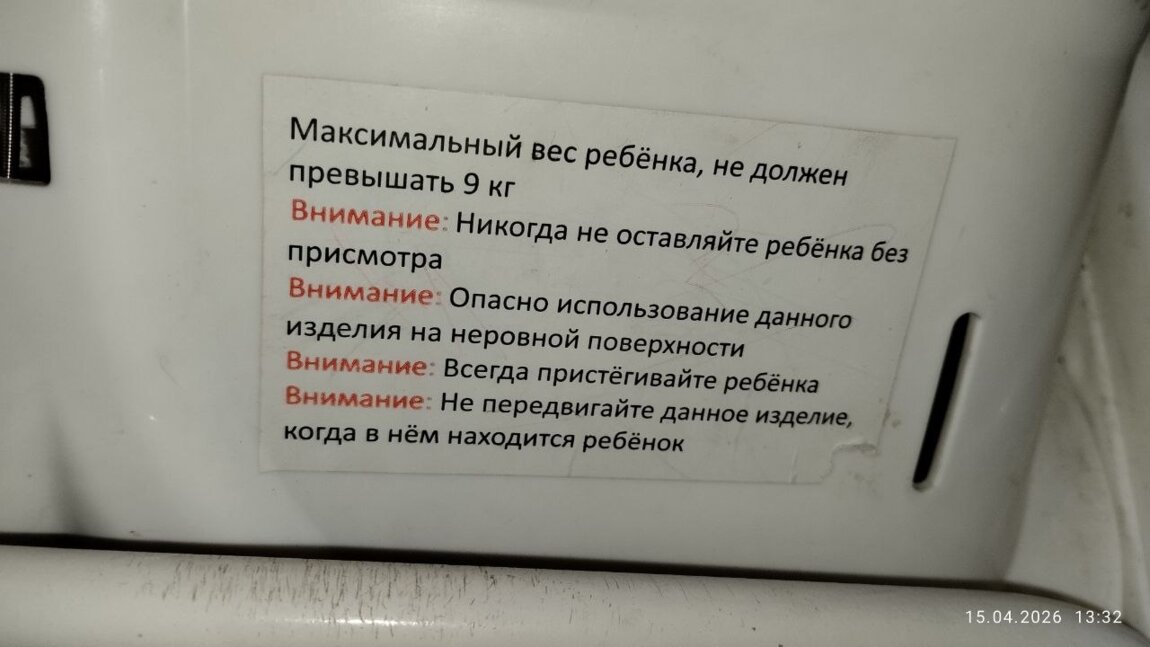 Максимальный вес ребёнка, не должен
превышать 9 кг
Внимание: Никогда не оставляйте ребёнка без
присмотра
Внимание: Опасно использование данного
изделия на неровной поверхности
Внимание: Всегда пристёгивайте ребёнка
Внимание: Не передвигайте данное изделие,
когда в нём находится ребёнок
15.04.2026 13:32